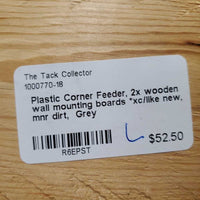 The Tack Collector
1000770-18
Plastic Corner Feeder, 2x wooden
wall mounting boards *xc/like new,
mnr dirt, Grey
L $52.50
R6EPST